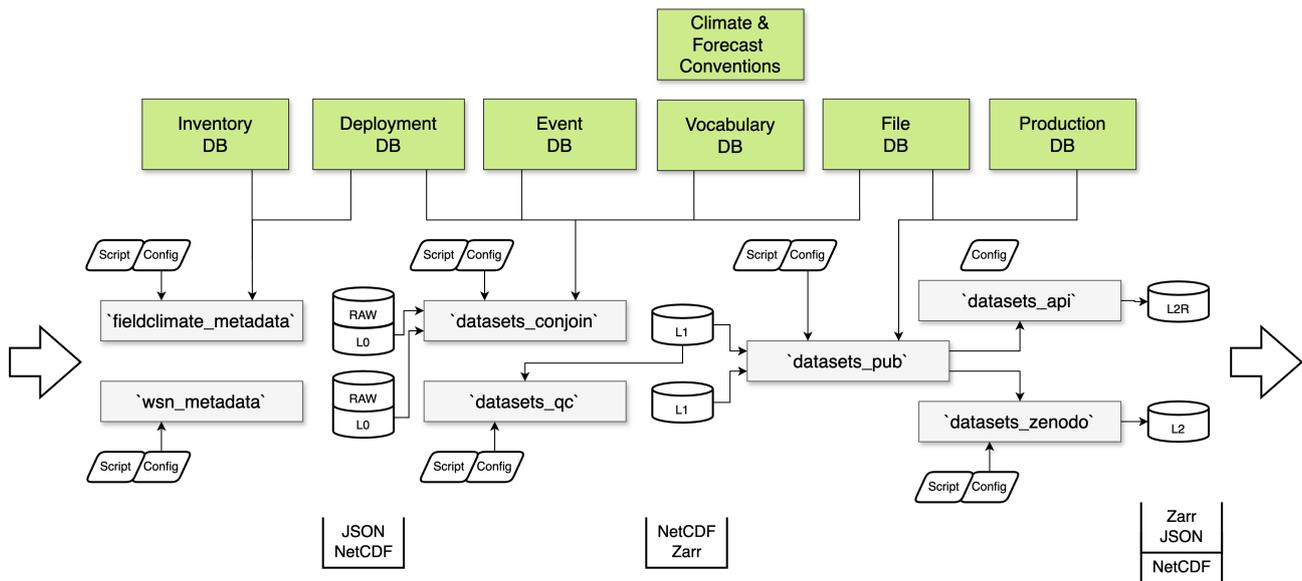 Climate &
Forecast
Conventions
Inventory
DB
Deployment
DB
Event
DB
Vocabulary
DB
File
DB
Production
DB
Script
Config
Script
Config
Script
Config
Config
`fieldclimate_metadata`
RAW
L0
`datasets_conjoin`
L1
`datasets_api`
L2R
`datasets_pub`
`wsn_metadata`
RAW
L0
`datasets_qc`
L1
`datasets_zenodo`
L2
Script
Config
Script
Config
Script
Config
JSON
NetCDF
NetCDF
Zarr
Zarr
JSON
NetCDF